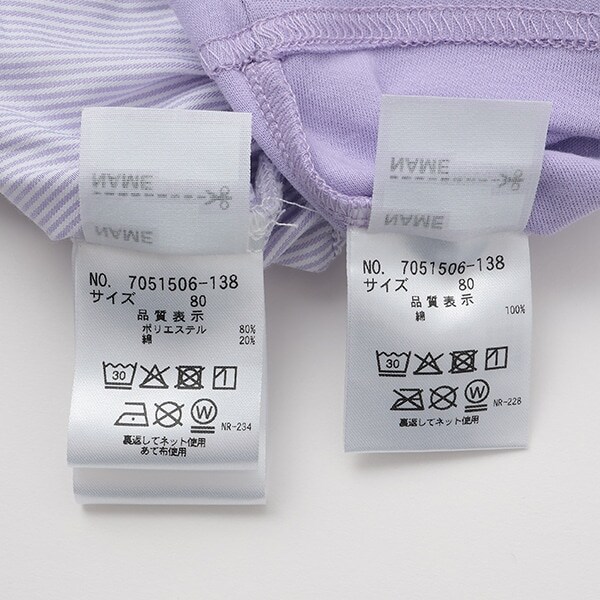 NAME
NAME
NO. 7051506-138
サイズ 80
品質表示
ポリエステル 80%
綿 20%
30
W
NR-234
裏返してネット使用
あて布使用
NAME
NAME
NO. 7051506-138
サイズ 80
品質表示
綿 100%
30
W
NR-228
裏返してネット使用